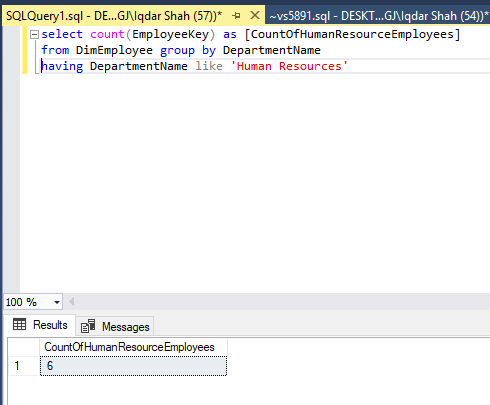 SQLQuery1.sql - DE...GJ\Iqdar Shah (57))* ~vs5891.sql - DESKT...GJ\Iqdar Shah (54))*
select count(EmployeeKey) as [CountOfHumanResourceEmployees]
from DimEmployee group by DepartmentName
having DepartmentName like 'Human Resources'
100 %
Results Messages
CountOfHumanResourceEmployees
1 6